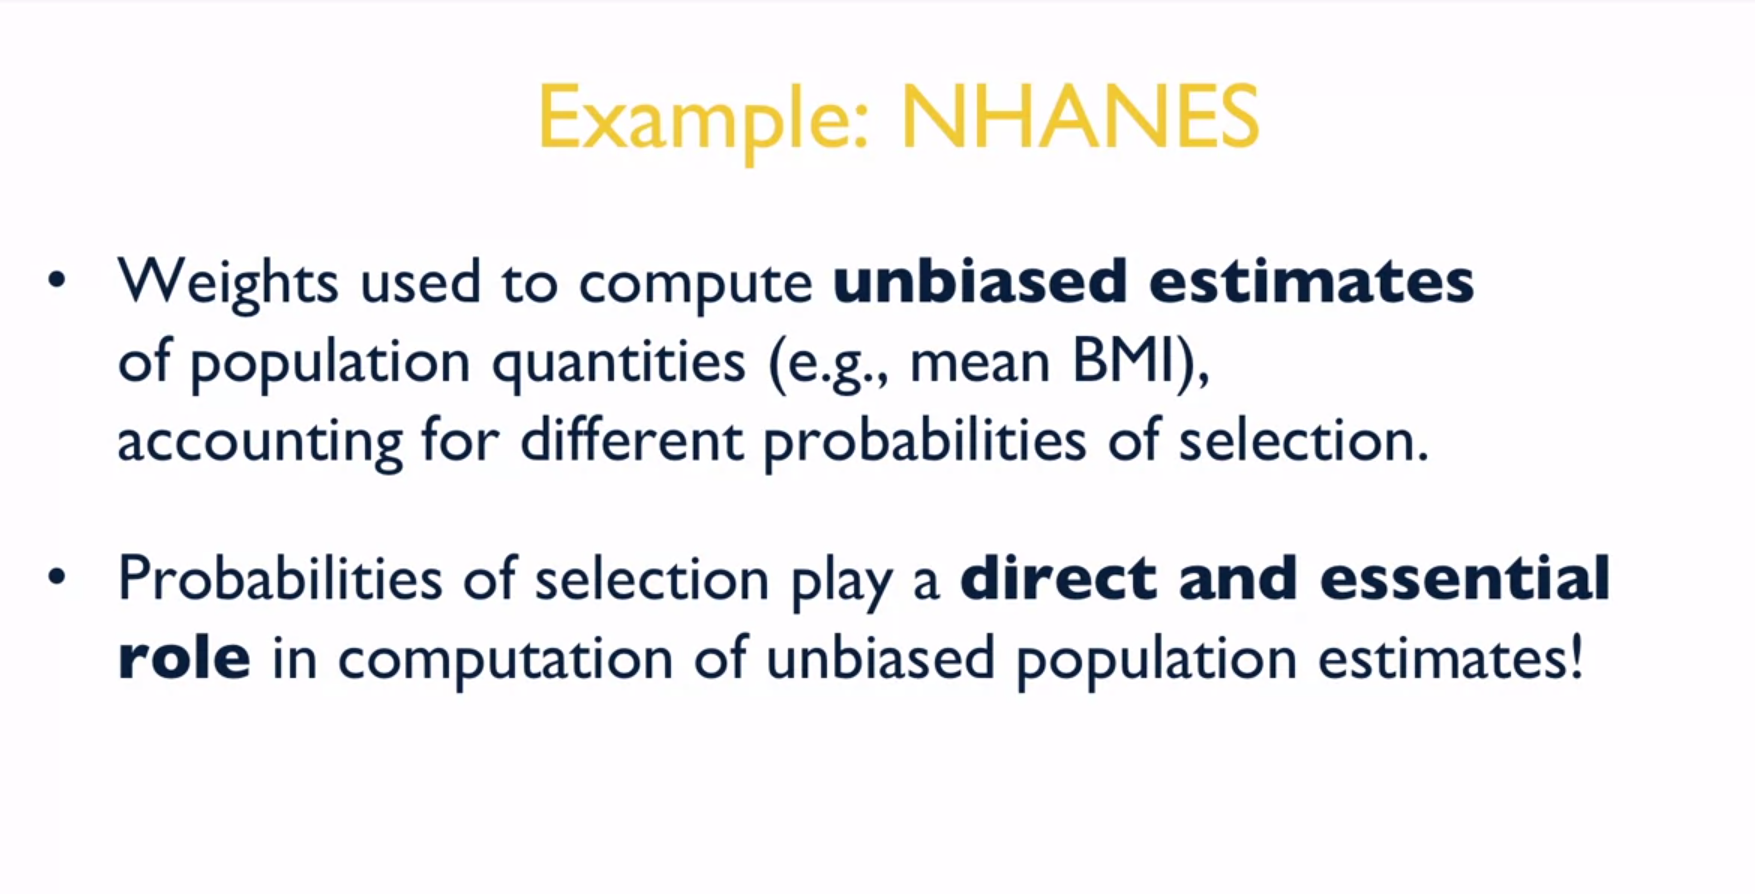 Example: NHANES
• Weights used to compute unbiased estimates
of population quantities (e.g., mean BMI),
accounting for different probabilities of selection.
• Probabilities of selection play a direct and essential
role in computation of unbiased population estimates!